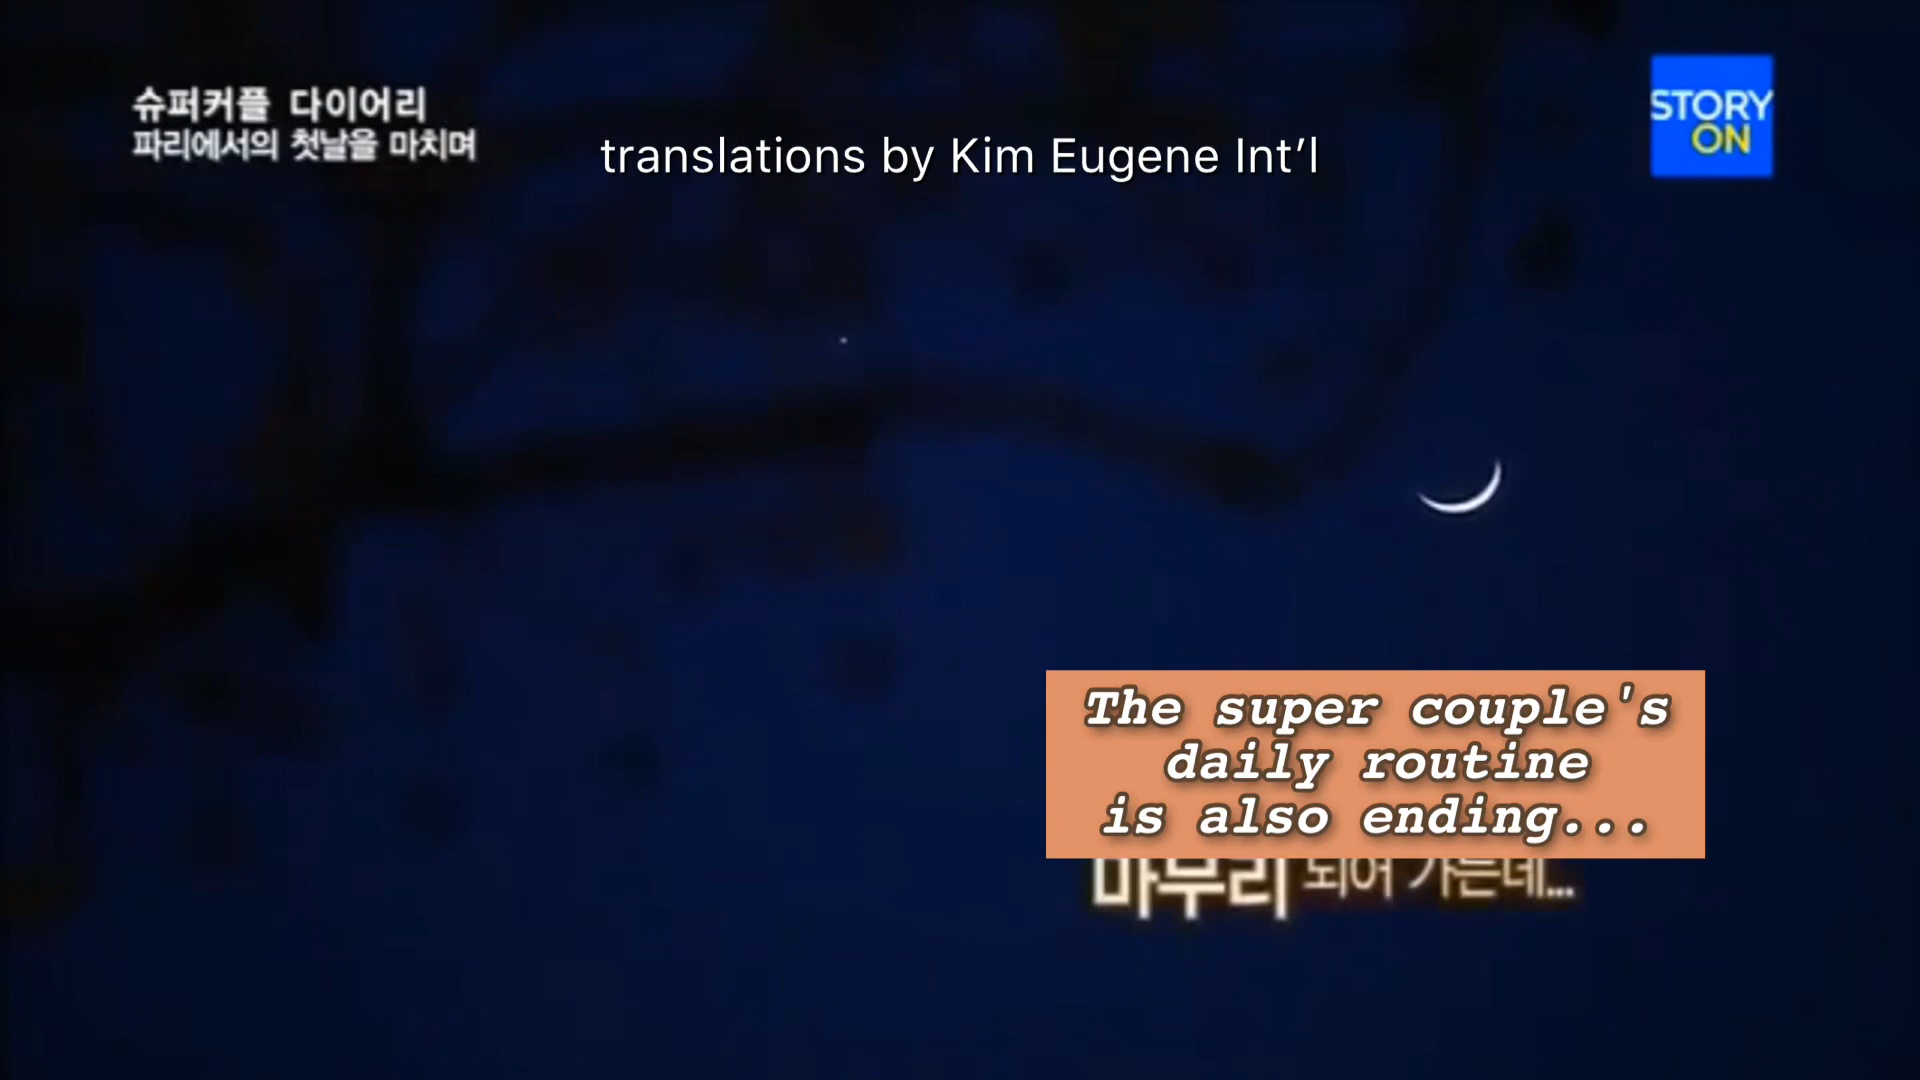 슈퍼커플 다이어리
파리에서의 첫날을 마치며
translations by Kim Eugene Int’l
STORY
ON
The super couple's
daily routine
is also ending...
마무리 되어 가는데...